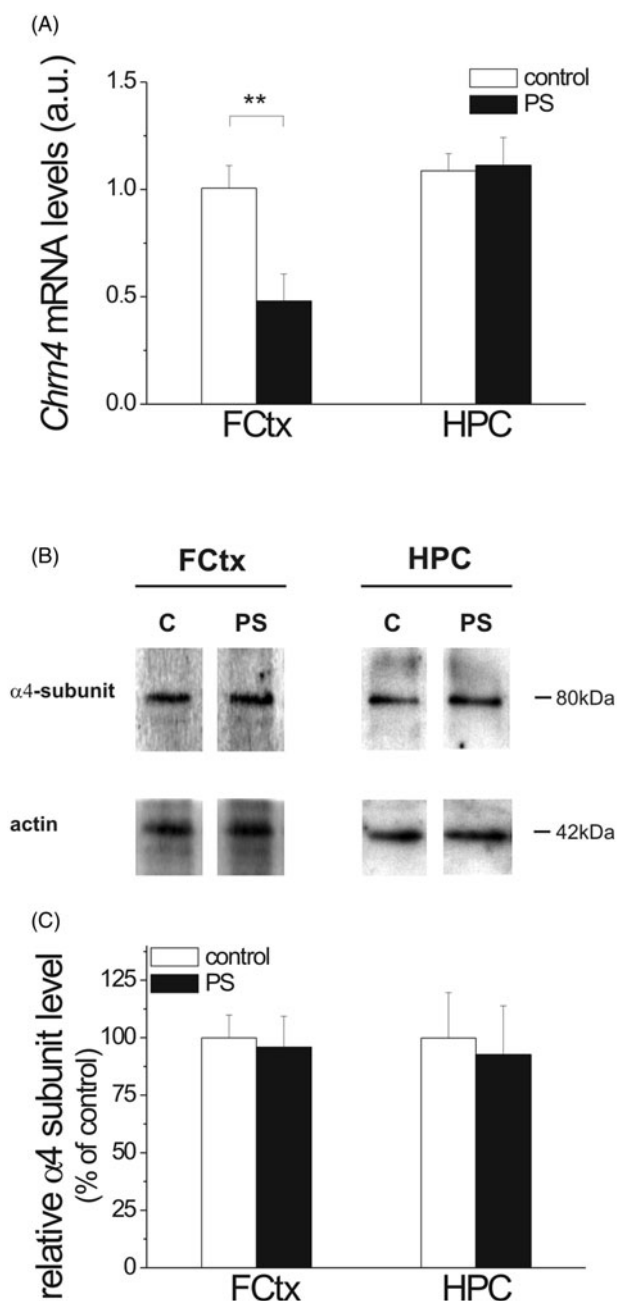 (A)
Chrn4 mRNA levels (a.u.)
1.5
1.0
0.5
0.0
control
PS
**
FCtx HPC
(B)
FCtx HPC
C PS C PS
α4-subunit
80kDa
actin
42kDa
(C)
relative α4 subunit level
(% of control)
125
100
75
50
25
0
control
PS
FCtx HPC